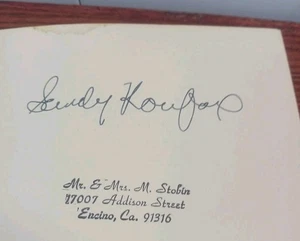 Sandy Koufax
Mr. & Mrs. M. Stobin
17007 Addison Street
Encino, Ca. 91316